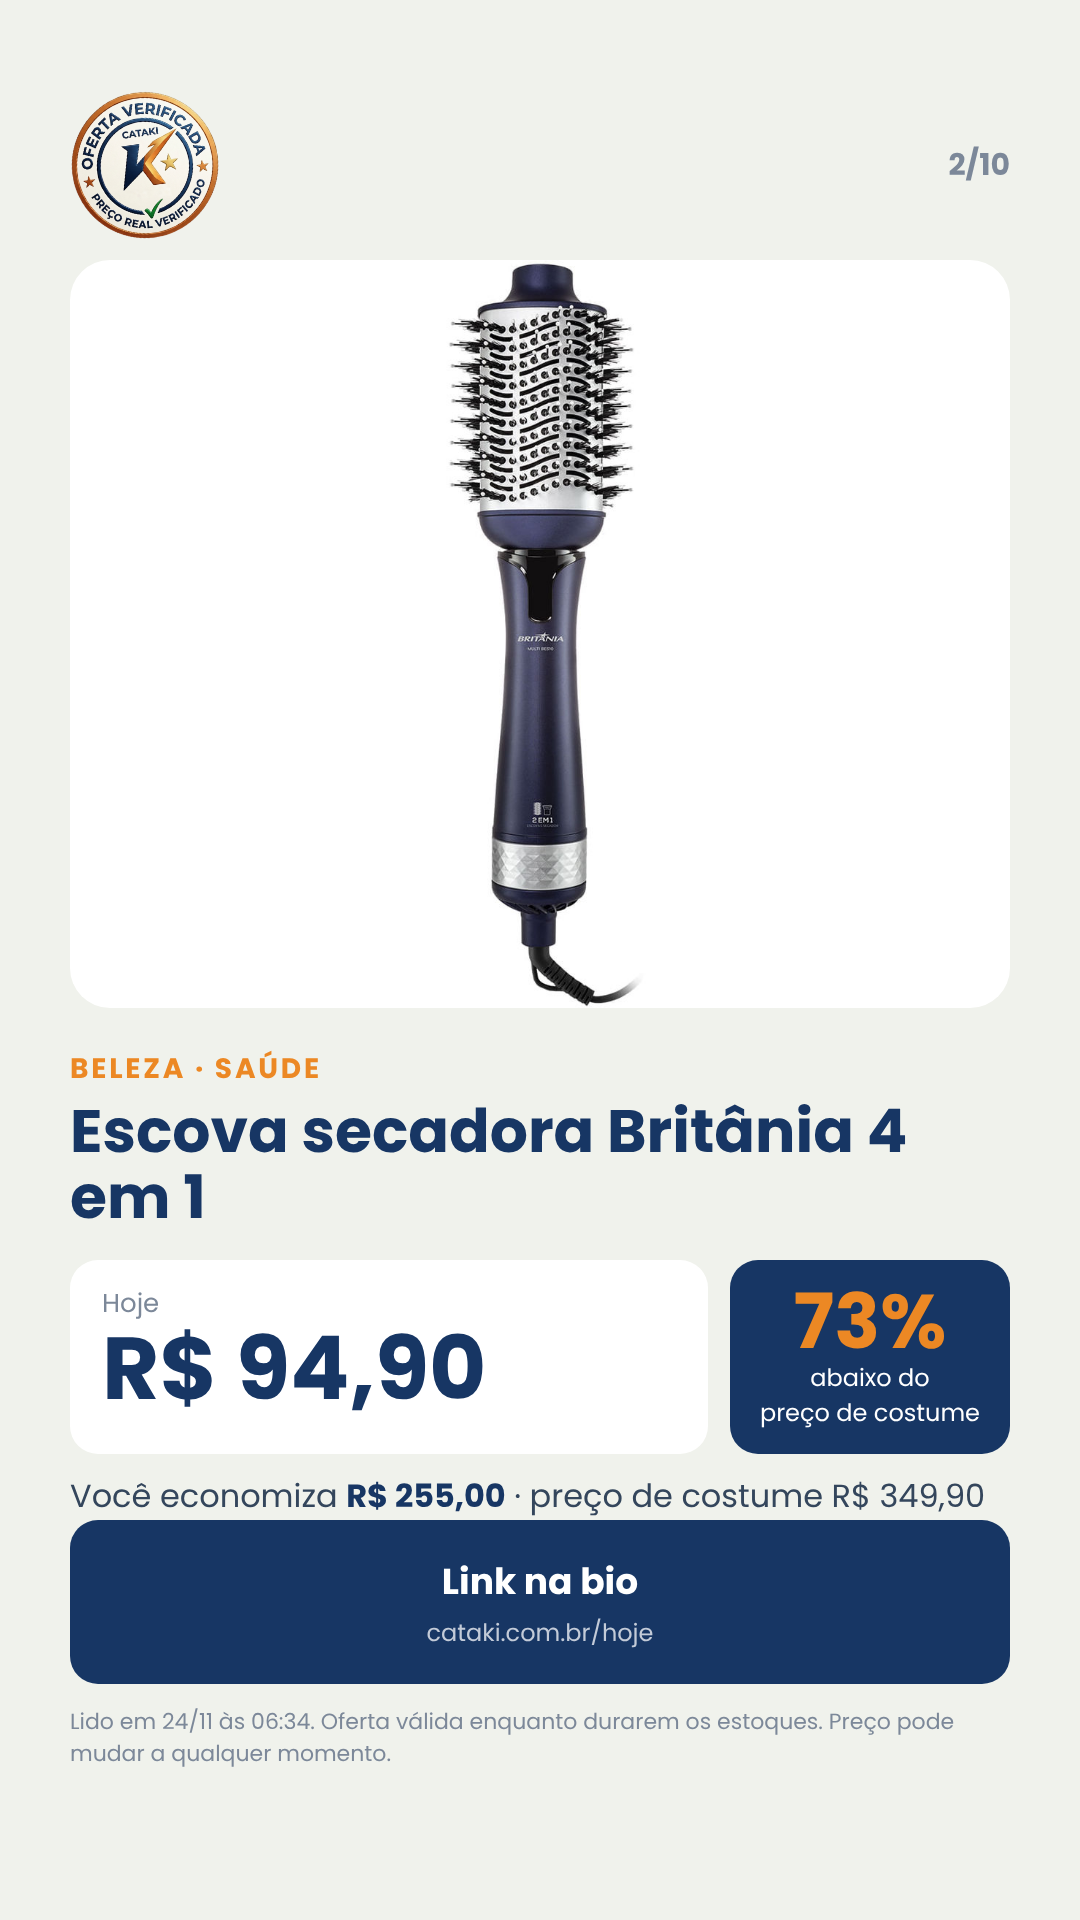 OFERTA VERIFICADA
CATAKI
K
PREÇO REAL VERIFICADO
2/10
BRITÂNIA
2 EM 1
BELEZA · SAÚDE
Escova secadora Britânia 4
em 1
Hoje
R$ 94,90
73%
abaixo do
preço de costume
Você economiza R$ 255,00 · preço de costume R$ 349,90
Link na bio
cataki.com.br/hoje
Lido em 24/11 às 06:34. Oferta válida enquanto durarem os estoques. Preço pode
mudar a qualquer momento.